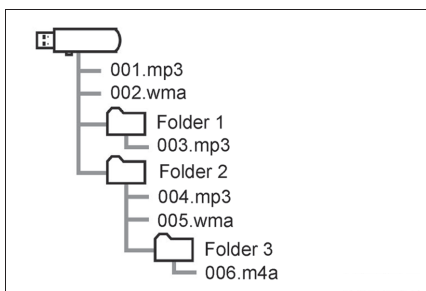 001.mp3
002.wma
Folder 1
003.mp3
Folder 2
004.mp3
005.wma
Folder 3
006.m4a